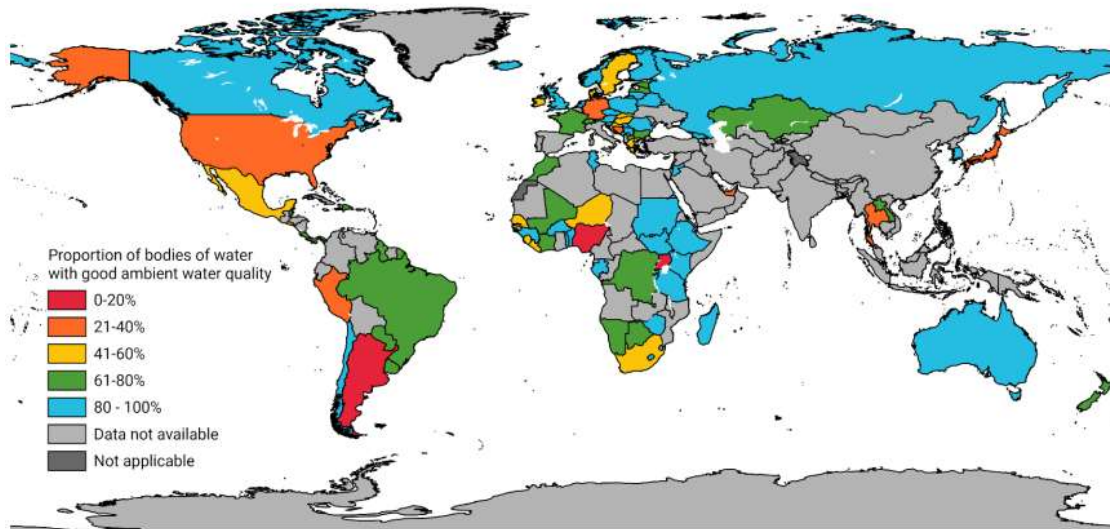 Proportion of bodies of water
with good ambient water quality
0-20%
21-40%
41-60%
61-80%
80 - 100%
Data not available
Not applicable